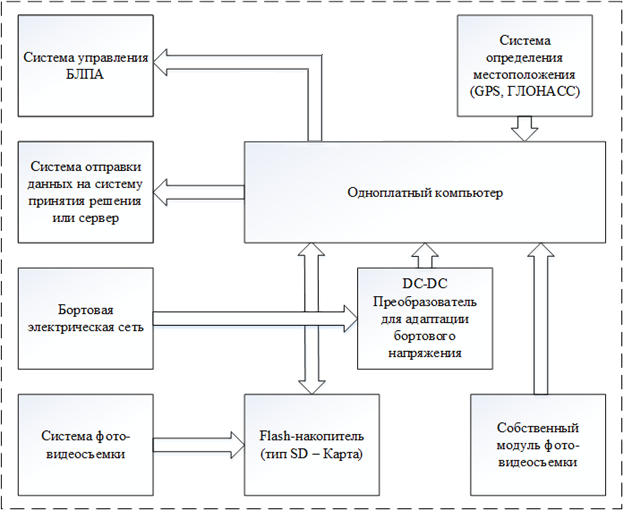 Система управления
БЛПА
Система
определения
местоположения
(GPS, ГЛОНАСС)
Система отправки
данных на систему
принятия решения
или сервер
Одноплатный компьютер
Бортовая
электрическая сеть
DC-DC
Преобразователь
для адаптации
бортового
напряжения
Система фото-
видеосъемки
Flash-накопитель
(тип SD – Карта)
Собственный
модуль фото-
видеосъемки